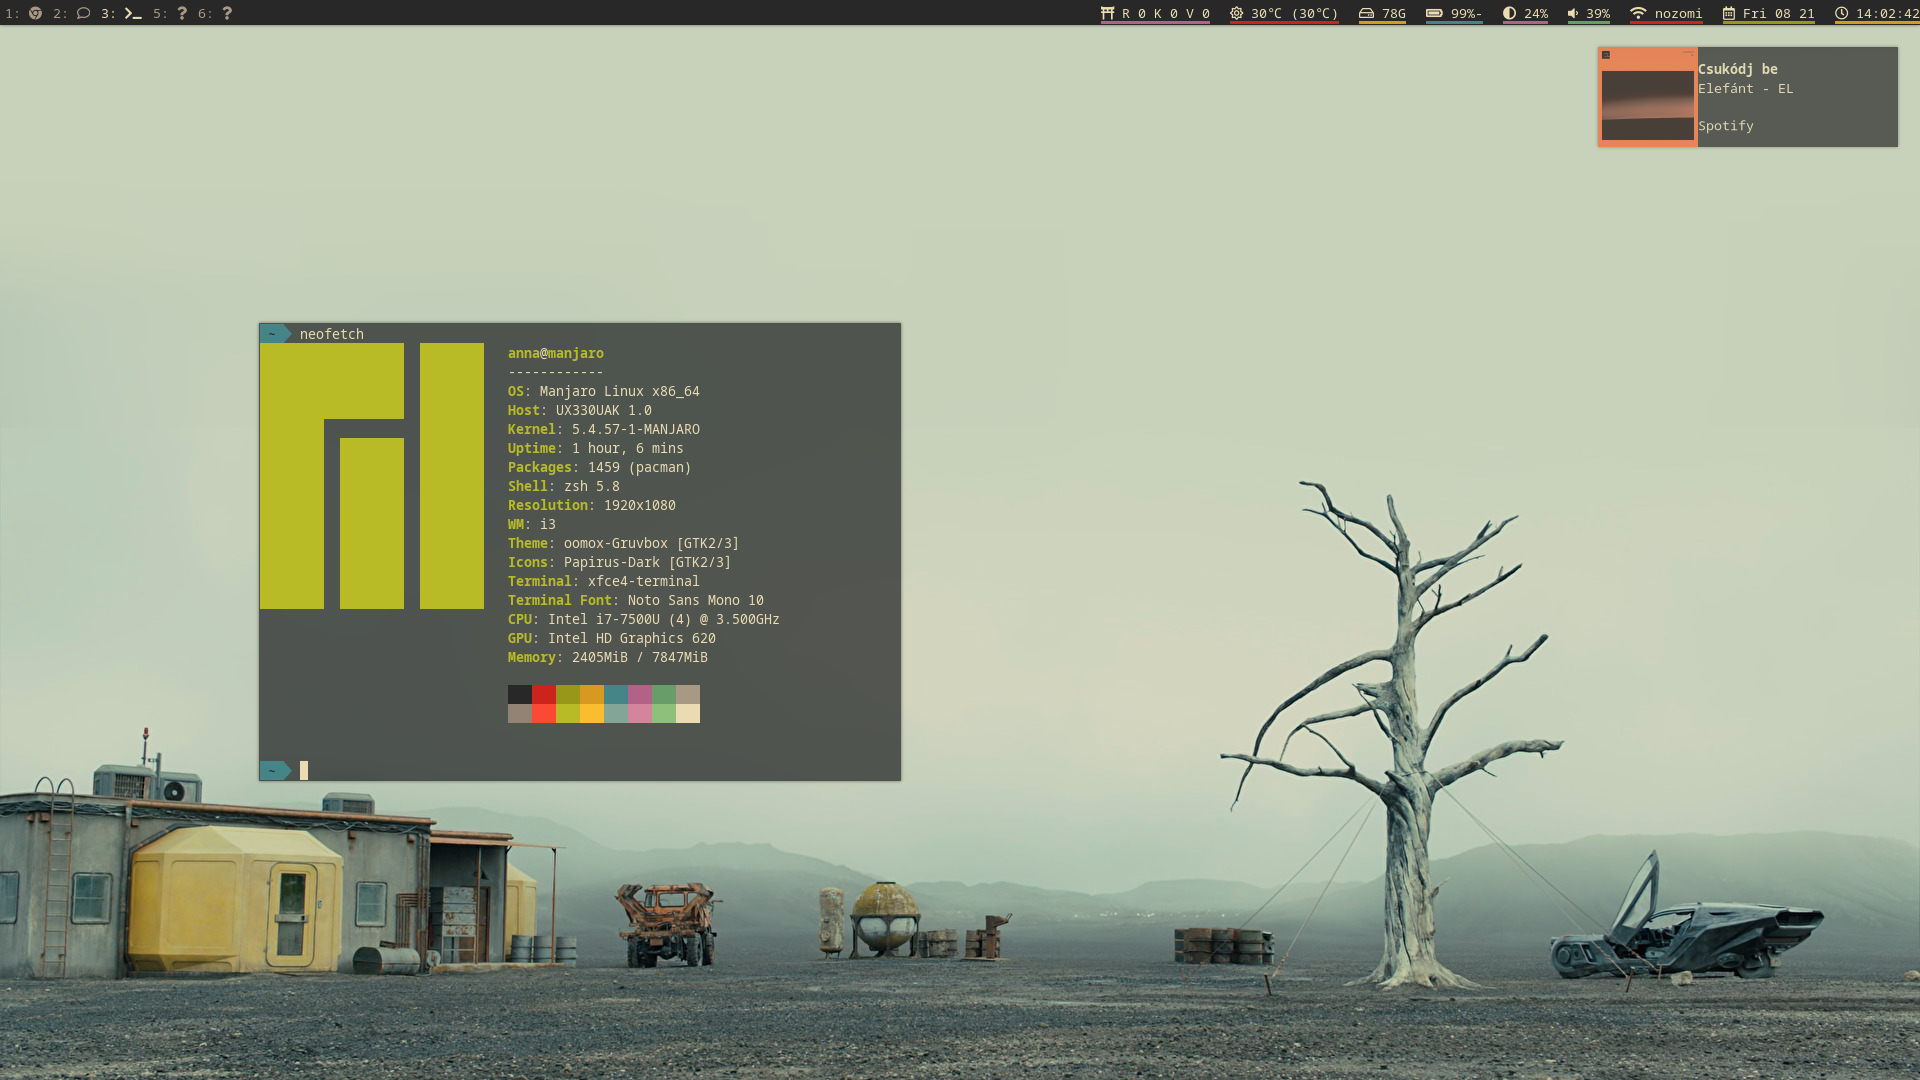 1: 2: 3: 5: ? 6: ?
R 0 K 0 V 0 30°C (30°C) 78G 99%- 24% 39% nozomi Fri 08 21 14:02:42
Csukódj be
Elefánt - EL
Spotify
~ neofetch
anna@manjaro
------------
OS: Manjaro Linux x86_64
Host: UX330UAK 1.0
Kernel: 5.4.57-1-MANJARO
Uptime: 1 hour, 6 mins
Packages: 1459 (pacman)
Shell: zsh 5.8
Resolution: 1920x1080
WM: i3
Theme: oomox-Gruvbox [GTK2/3]
Icons: Papirus-Dark [GTK2/3]
Terminal: xfce4-terminal
Terminal Font: Noto Sans Mono 10
CPU: Intel i7-7500U (4) @ 3.500GHz
GPU: Intel HD Graphics 620
Memory: 2405MiB / 7847MiB
~